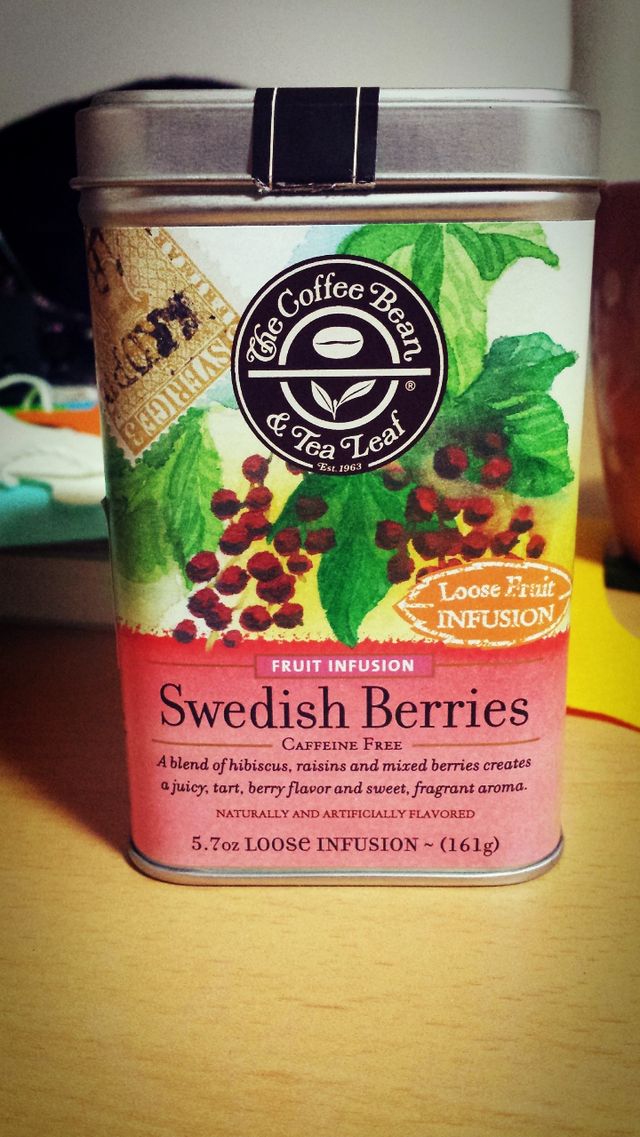 The Coffee Bean
®
& Tea Leaf
Est. 1963
SVERIGE
Loose Fruit
INFUSION
FRUIT INFUSION
Swedish Berries
CAFFEINE FREE
A blend of hibiscus, raisins and mixed berries creates
a juicy, tart, berry flavor and sweet, fragrant aroma.
NATURALLY AND ARTIFICIALLY FLAVORED
5.7oz LOOSE INFUSION ~ (161g)